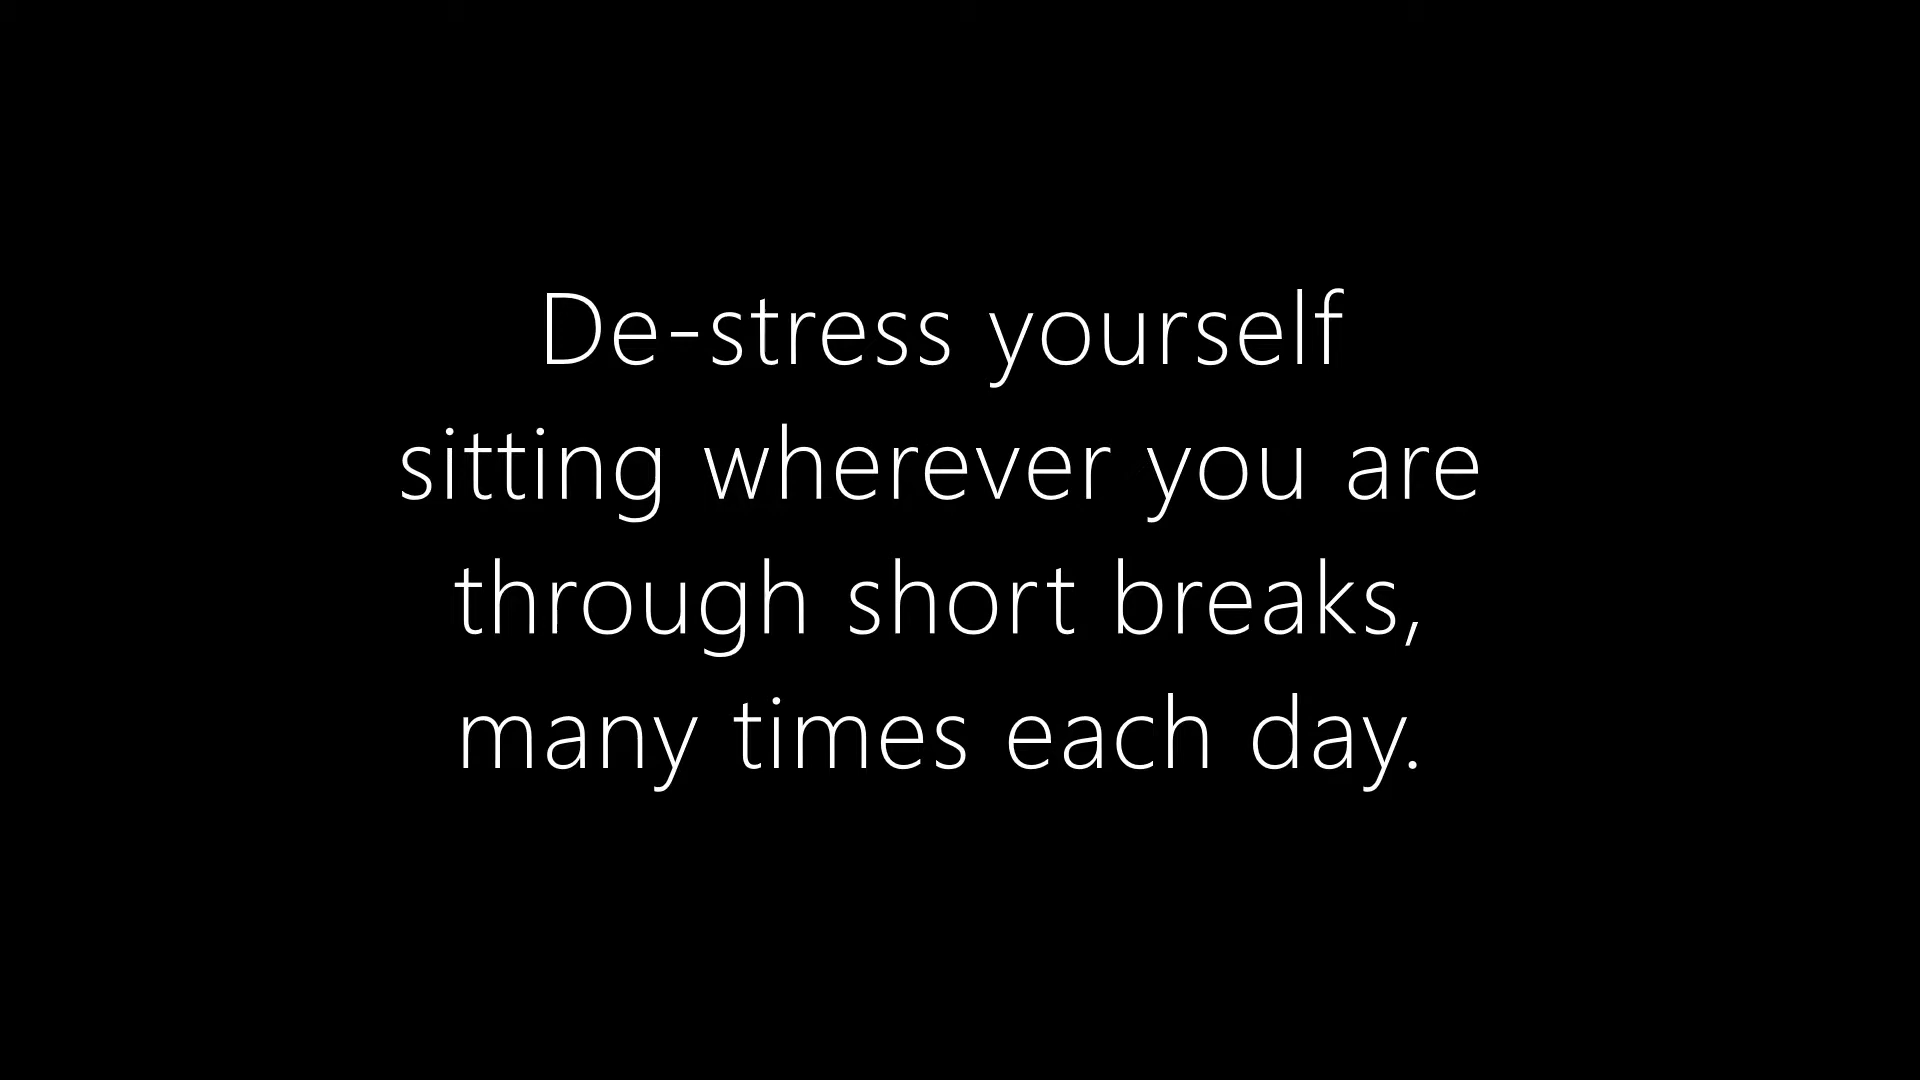 De-stress yourself
sitting wherever you are
through short breaks,
many times each day.